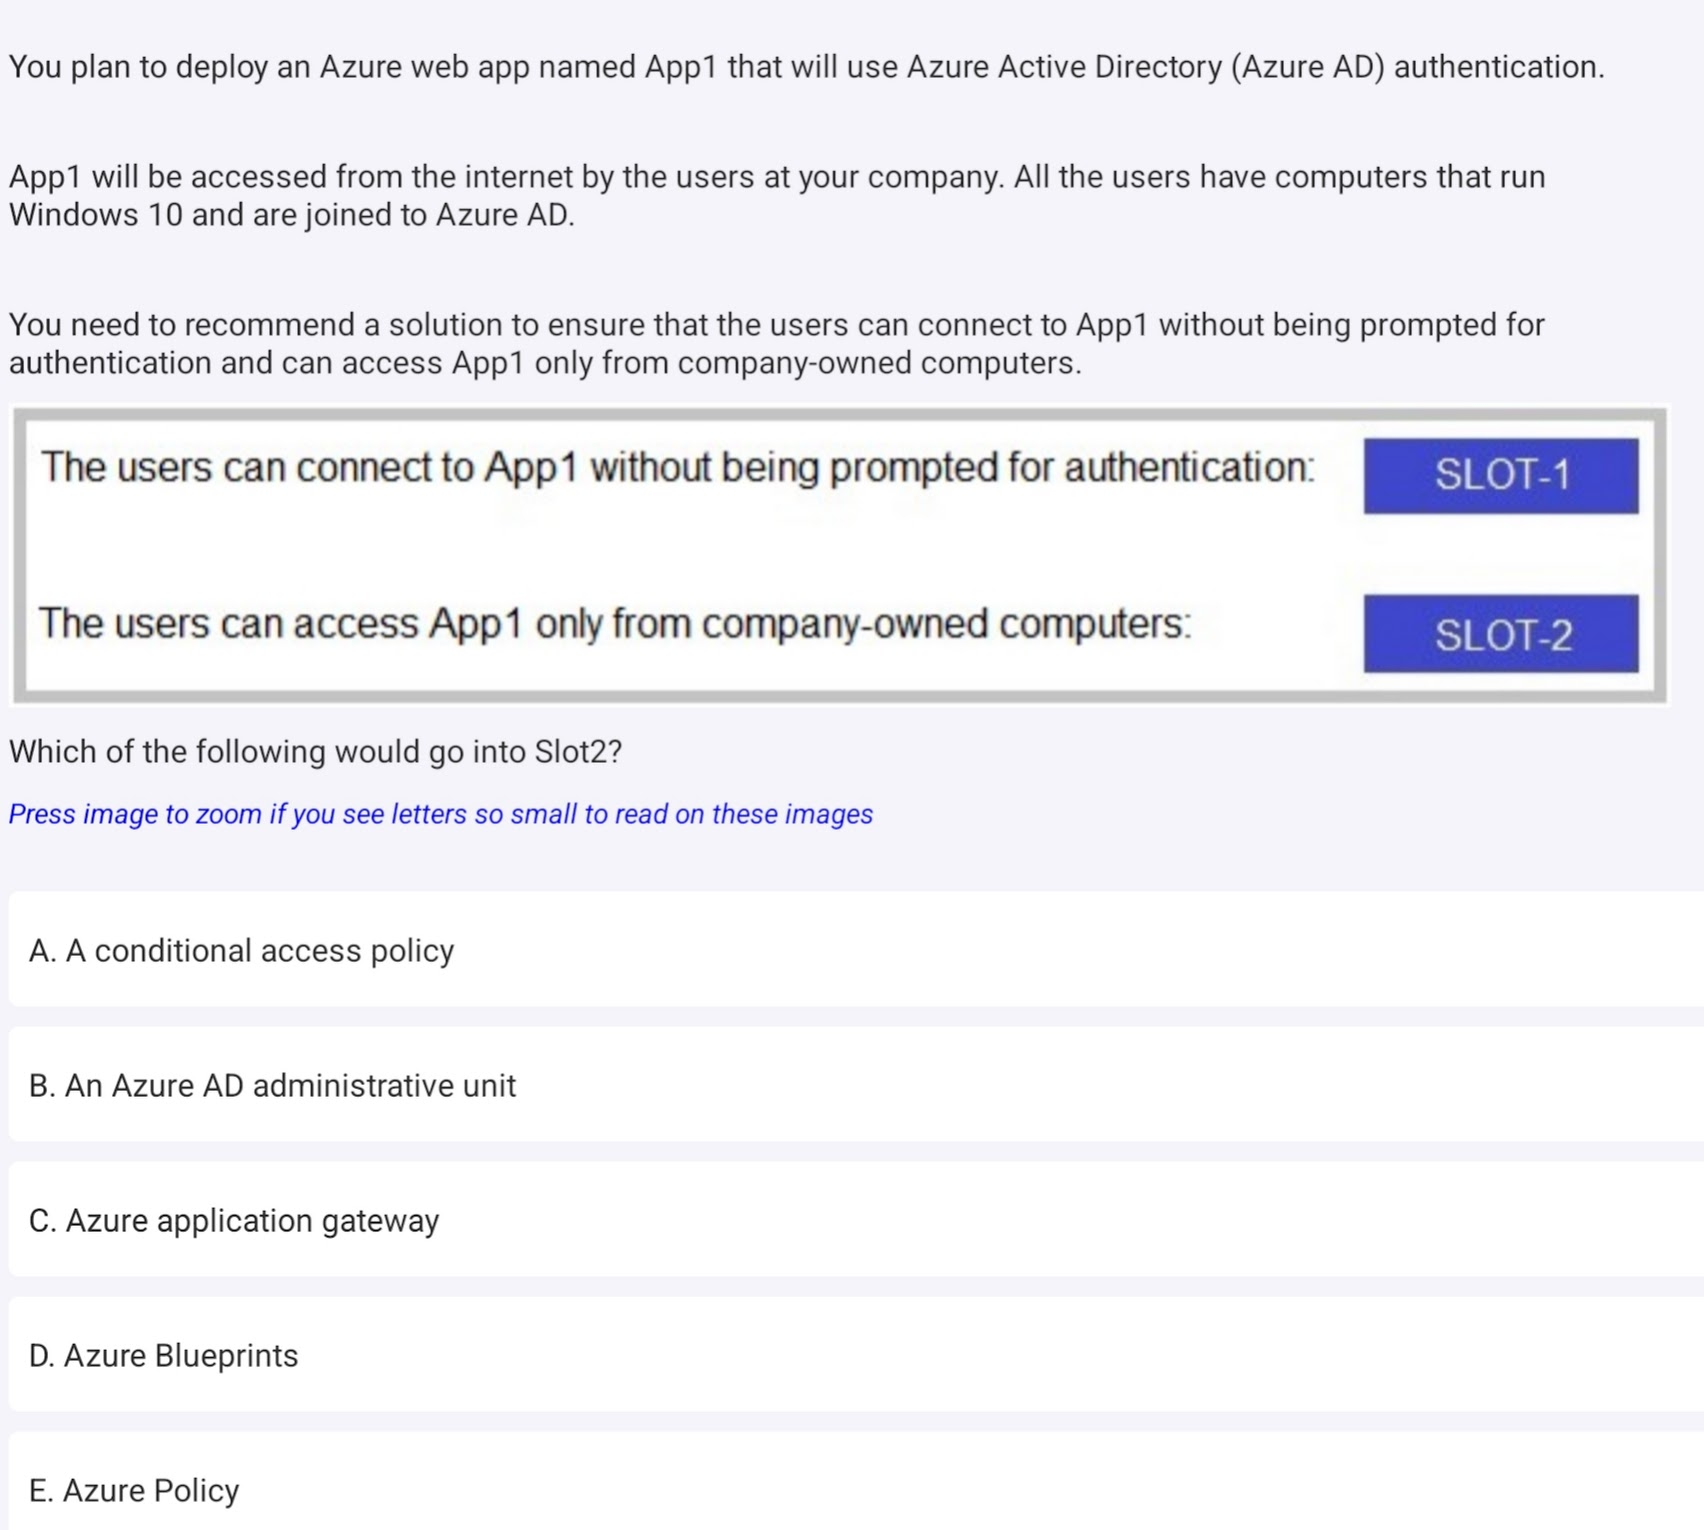 You plan to deploy an Azure web app named App1 that will use Azure Active Directory (Azure AD) authentication.
App1 will be accessed from the internet by the users at your company. All the users have computers that run
Windows 10 and are joined to Azure AD.
You need to recommend a solution to ensure that the users can connect to App1 without being prompted for
authentication and can access App1 only from company-owned computers.
The users can connect to App1 without being prompted for authentication: SLOT-1
The users can access App1 only from company-owned computers: SLOT-2
Which of the following would go into Slot2?
Press image to zoom if you see letters so small to read on these images
A. A conditional access policy
B. An Azure AD administrative unit
C. Azure application gateway
D. Azure Blueprints
E. Azure Policy